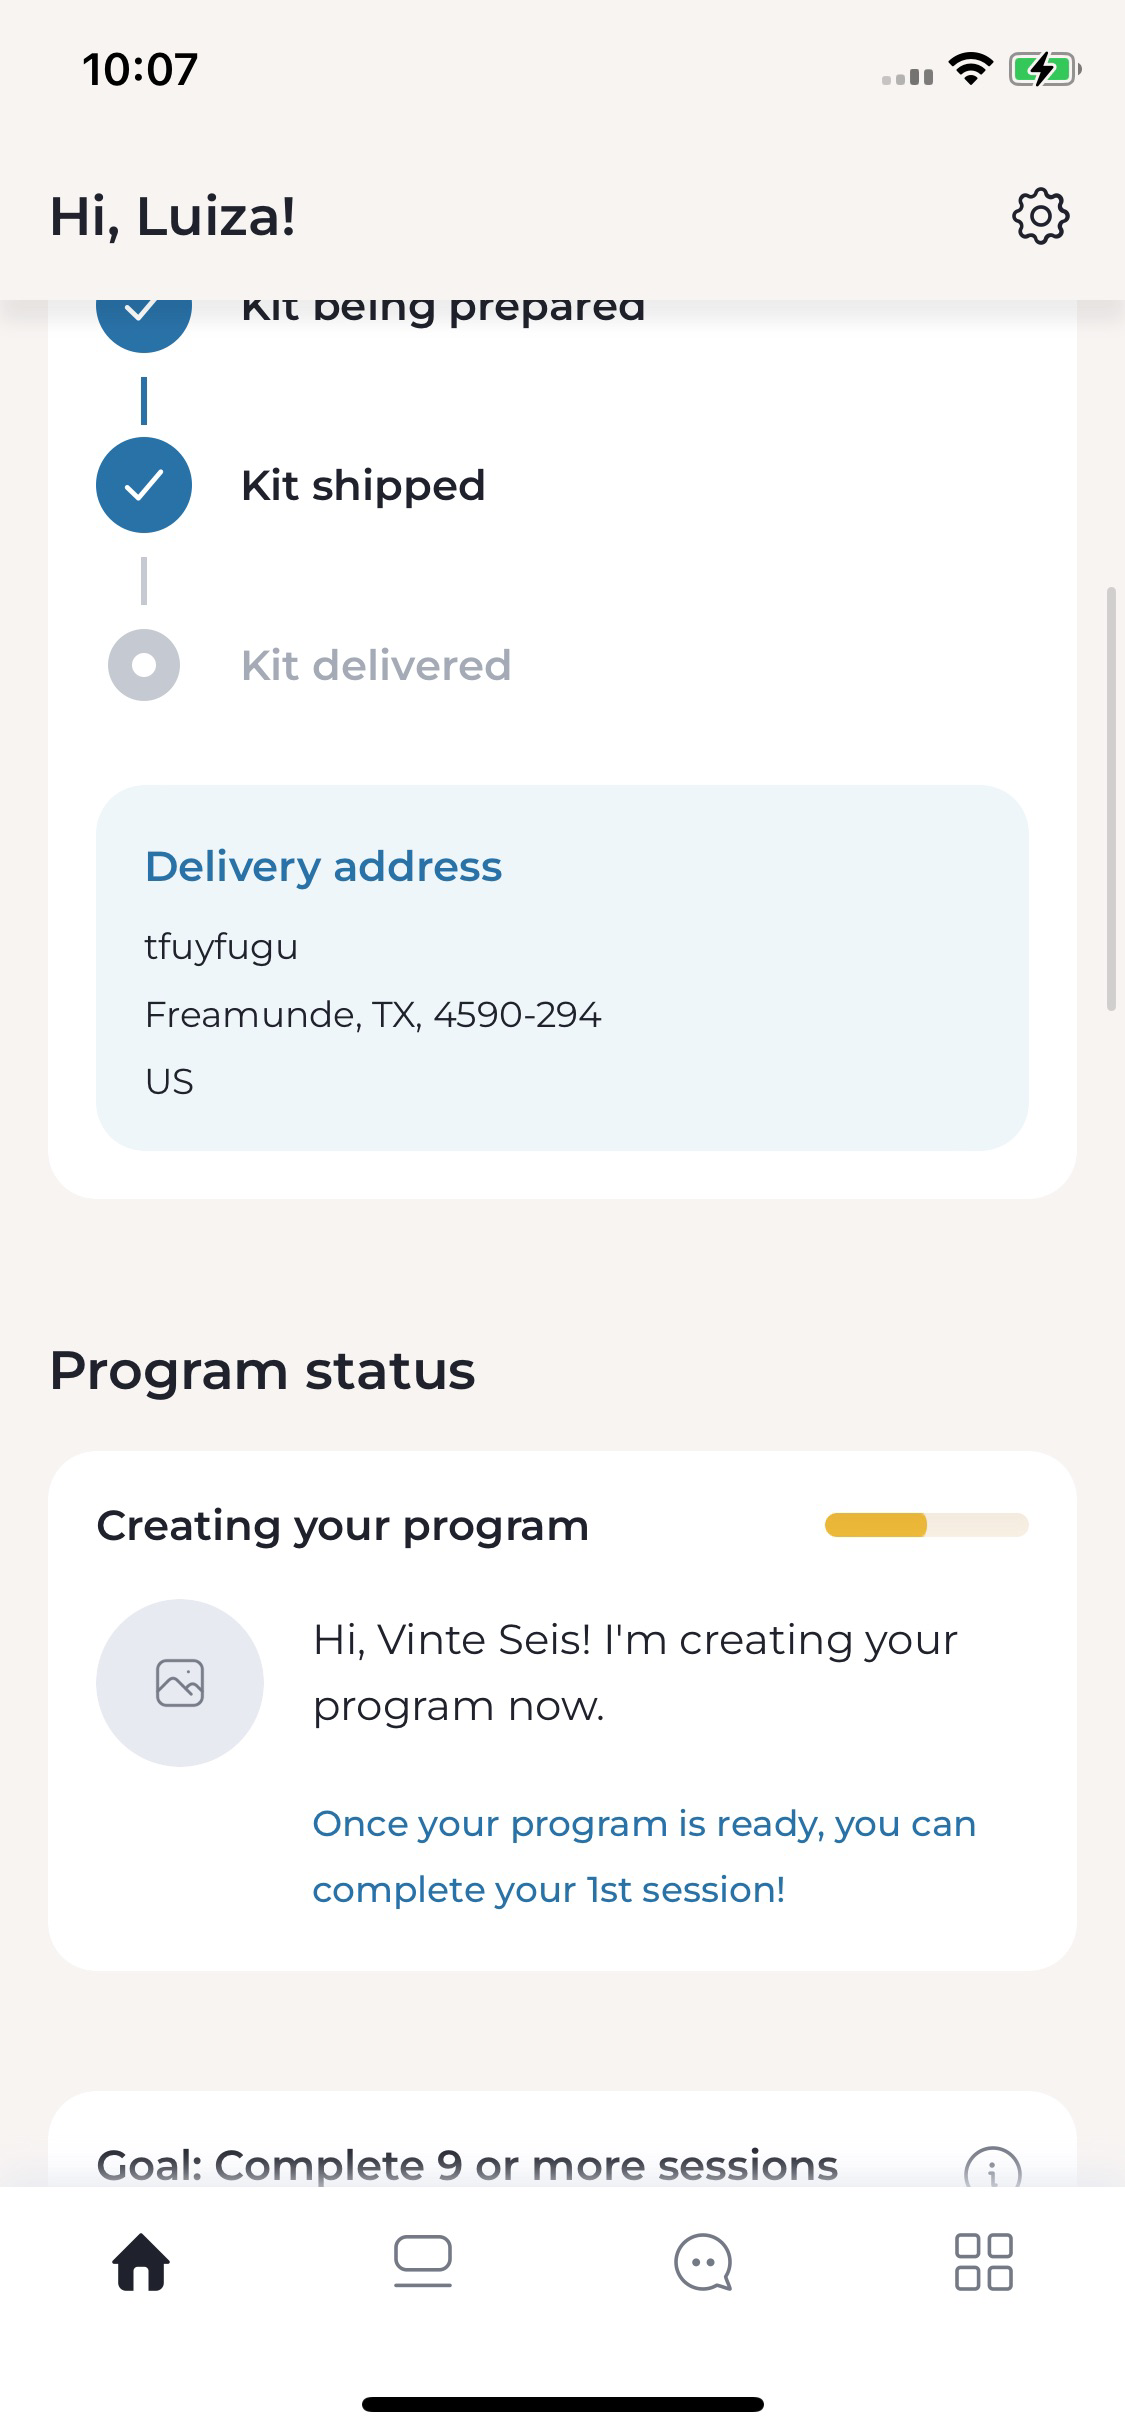 10:07
Hi, Luiza!
Kit being prepared
Kit shipped
Kit delivered
Delivery address
tfuyfugu
Freamunde, TX, 4590-294
US
Program status
Creating your program
Hi, Vinte Seis! I'm creating your
program now.
Once your program is ready, you can
complete your 1st session!
Goal: Complete 9 or more sessions